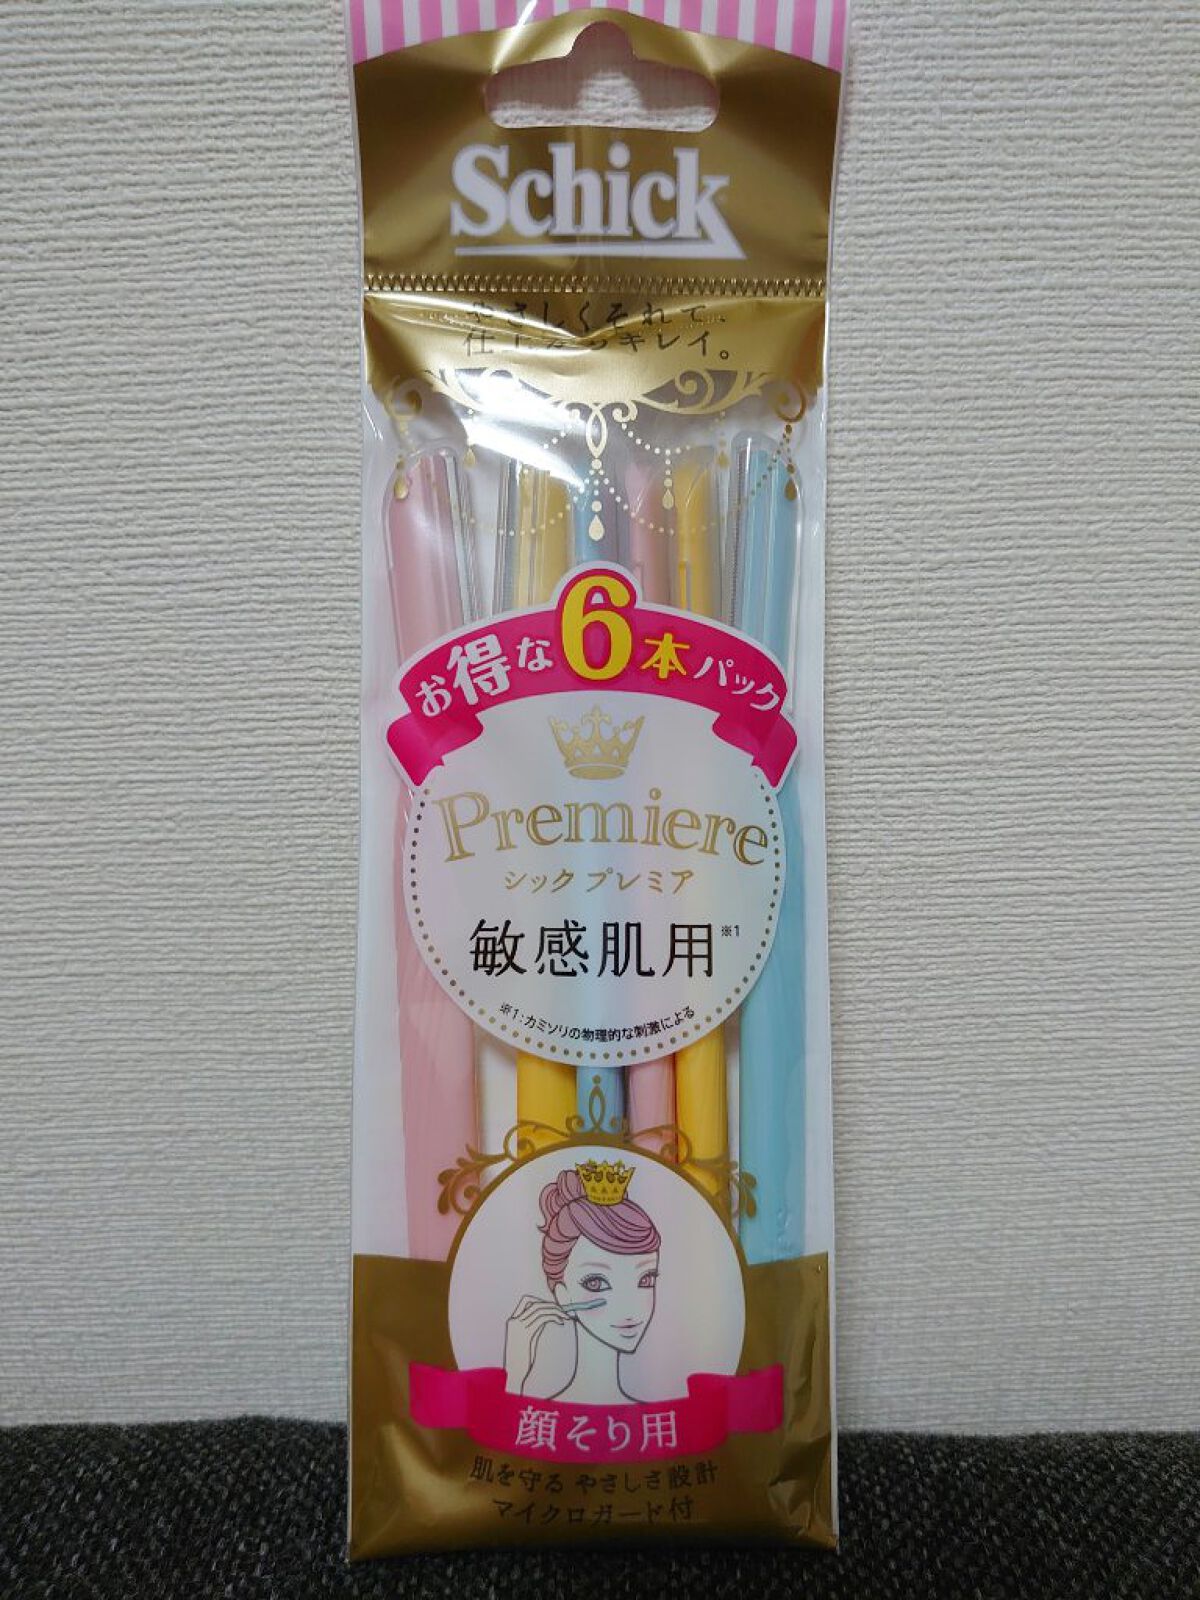 Schick
やさしくそれて、
仕上がりキレイ。
お得な6本パック
Premiere
シック プレミア
敏感肌用※1
※1:カミソリの物理的な刺激による
顔そり用
肌を守る やさしさ設計
マイクロガード付